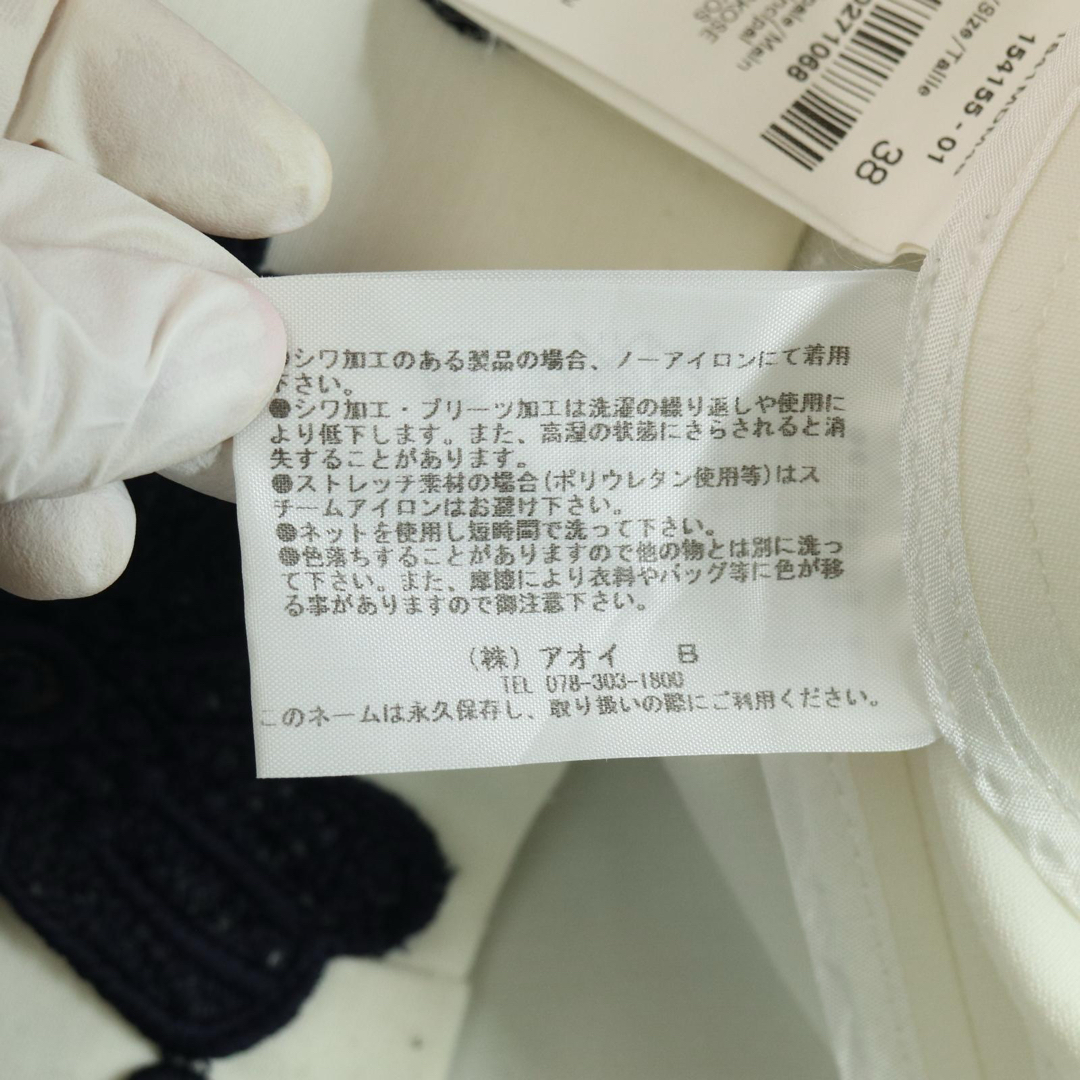 154155-01
/Size/Taille
38
02271068
●シワ加工のある製品の場合、ノーアイロンにて着用
下さい。
●シワ加工・プリーツ加工は洗濯の繰り返しや使用に
より低下します。また、高湿の状態にさらされると消
失することがあります。
●ストレッチ素材の場合(ポリウレタン使用等)はス
チームアイロンはお避け下さい。
●ネットを使用し短時間で洗って下さい。
●色落ちすることがありますので他の物とは別に洗っ
て下さい。また、摩擦により衣料やバッグ等に色が移
る事がありますので御注意下さい。
(株)アオイ B
TEL 078-303-1800
このネームは永久保存し、取り扱いの際にご利用ください。